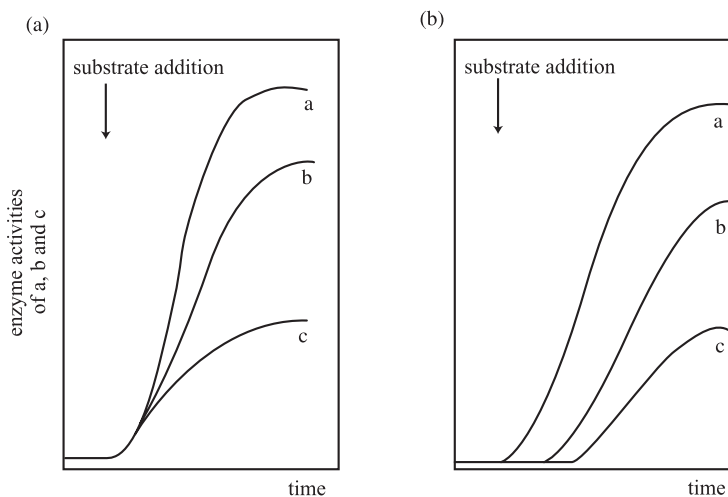 (a)
substrate addition
a
b
c
enzyme activities
of a, b and c
time
(b)
substrate addition
a
b
c
time